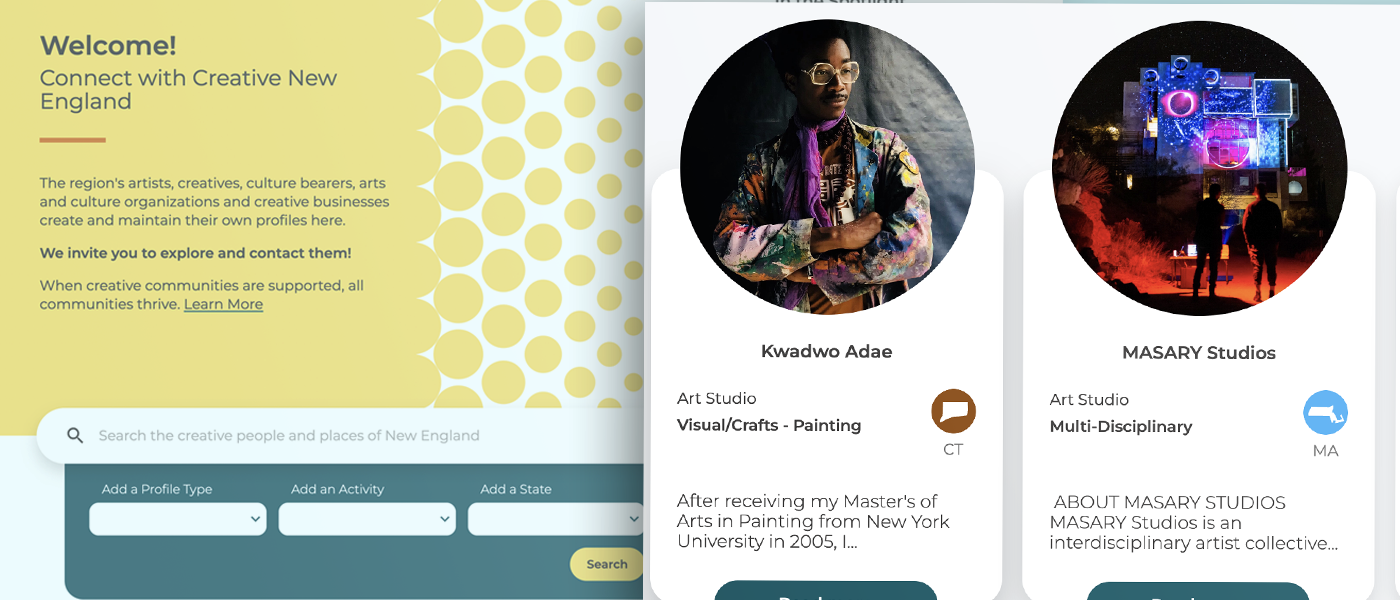 Welcome!
Connect with Creative New
England
The region's artists, creatives, culture bearers, arts
and culture organizations and creative businesses
create and maintain their own profiles here.
We invite you to explore and contact them!
When creative communities are supported, all
communities thrive. Learn More
Search the creative people and places of New England
Add a Profile Type
Add an Activity
Add a State
Search
Kwadwo Adae
Art Studio
Visual/Crafts - Painting
CT
After receiving my Master's of
Arts in Painting from New York
University in 2005, I...
MASARY Studios
Art Studio
Multi-Disciplinary
MA
ABOUT MASARY STUDIOS
MASARY Studios is an
interdisciplinary artist collective...